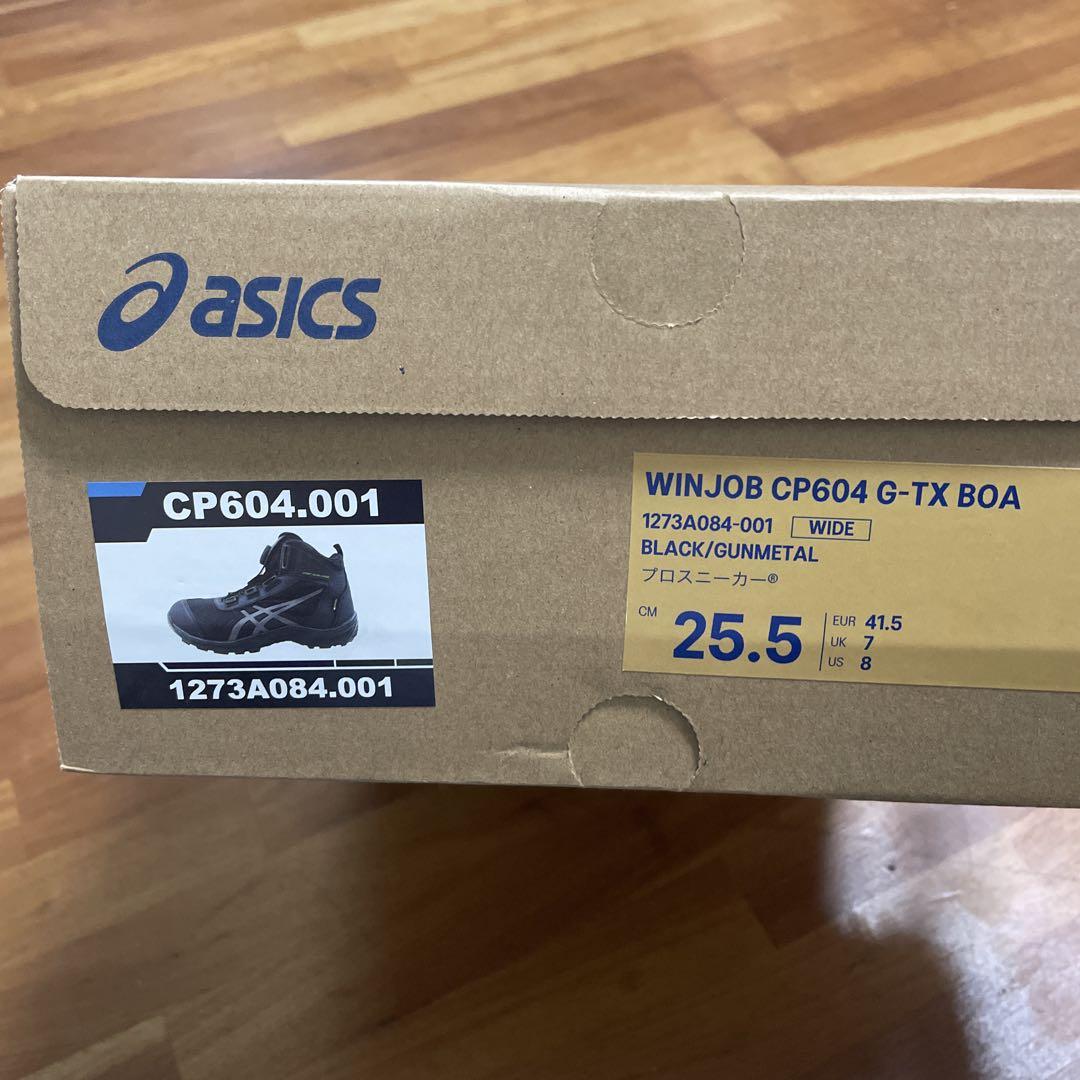 asics
CP604.001
1273A084.001
WINJOB CP604 G-TX BOA
1273A084-001 WIDE
BLACK/GUNMETAL
プロスニーカー®
CM 25.5
EUR 41.5
UK 7
US 8